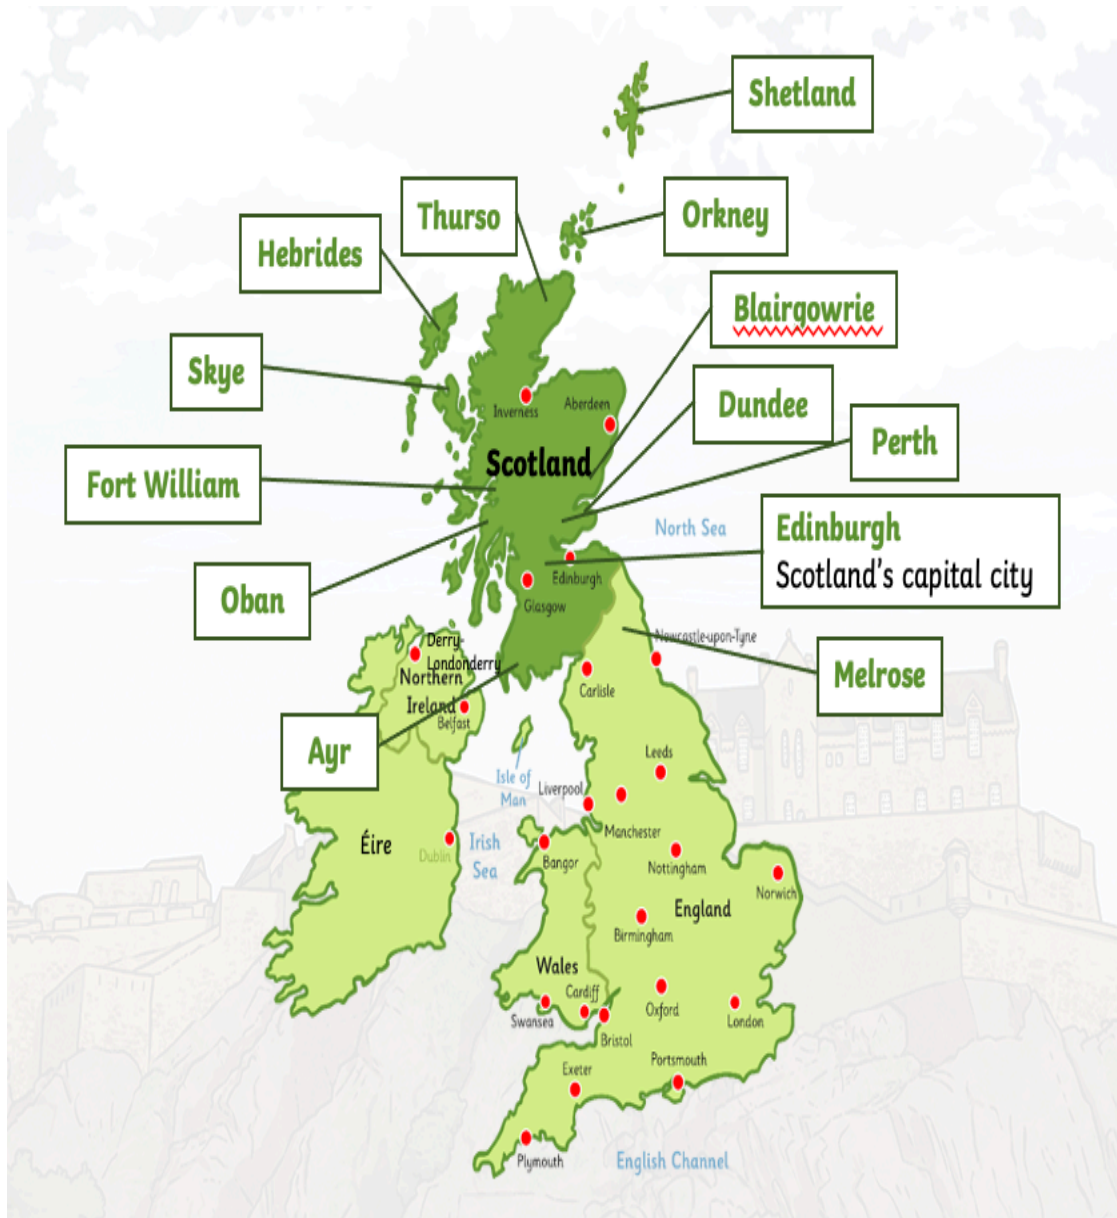 Shetland
Thurso
Orkney
Hebrides
Blairgowrie
Skye
Dundee
Inverness
Aberdeen
Perth
Scotland
Fort William
North Sea
Edinburgh
Scotland's capital city
Edinburgh
Oban
Glasgow
Newcastle-upon-Tyne
Derry-
Londonderry
Northern
Ireland
Belfast
Carlisle
Melrose
Ayr
Isle of
Man
Leeds
Liverpool
Manchester
Éire
Dublin
Irish
Sea
Bangor
Nottingham
Norwich
England
Birmingham
Wales
Cardiff
Swansea
Bristol
Oxford
London
Portsmouth
Exeter
Plymouth
English Channel